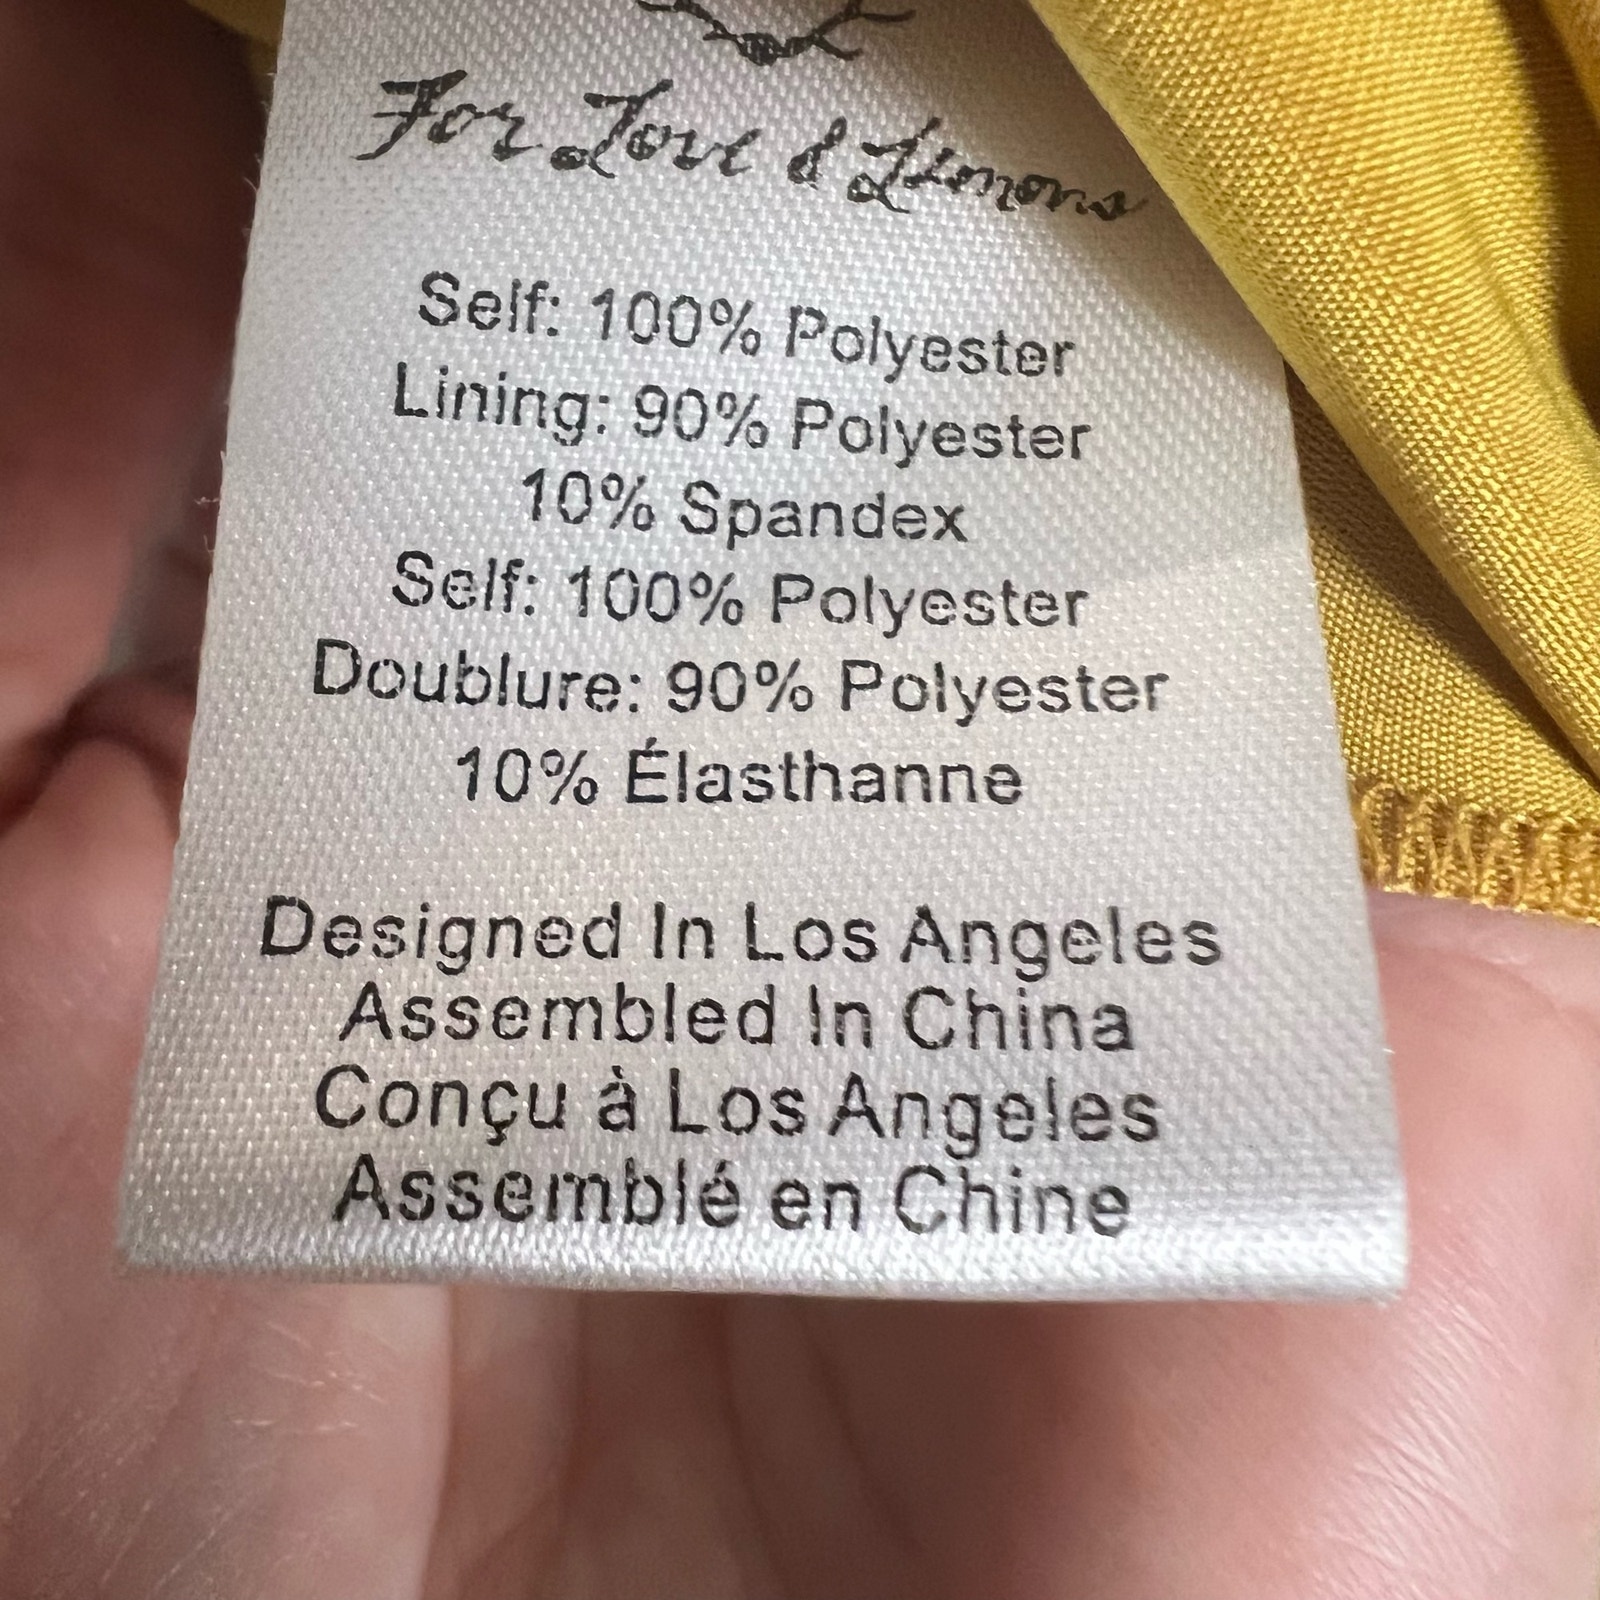 For Love & Lemons
Self: 100% Polyester
Lining: 90% Polyester
10% Spandex
Self: 100% Polyester
Doublure: 90% Polyester
10% Élasthanne
Designed In Los Angeles
Assembled In China
Conçu à Los Angeles
Assemblé en Chine